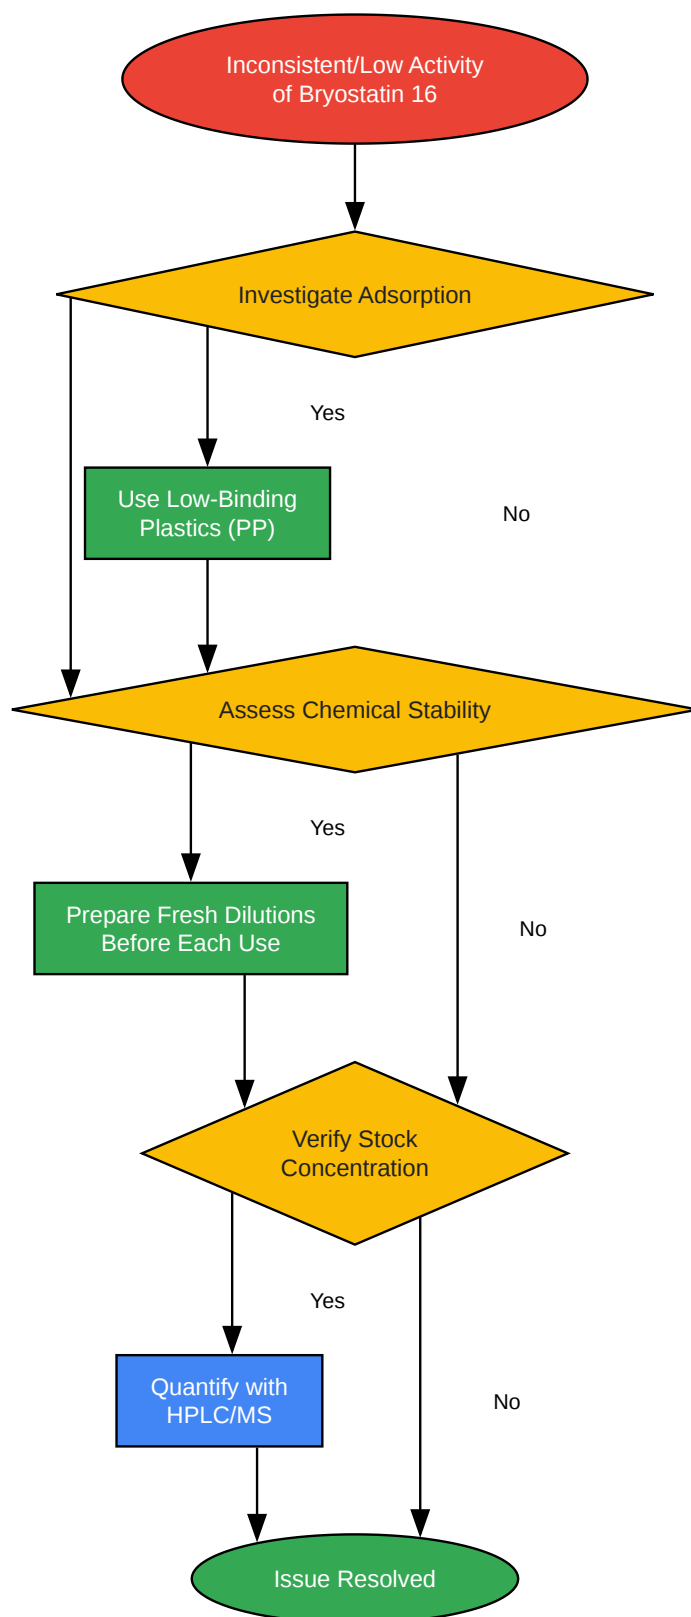 Inconsistent/Low Activity
of Bryostatin 16
Investigate Adsorption
Yes
Use Low-Binding
Plastics (PP)
No
Assess Chemical Stability
Yes
Prepare Fresh Dilutions
Before Each Use
No
Verify Stock
Concentration
Yes
Quantify with
HPLC/MS
No
Issue Resolved